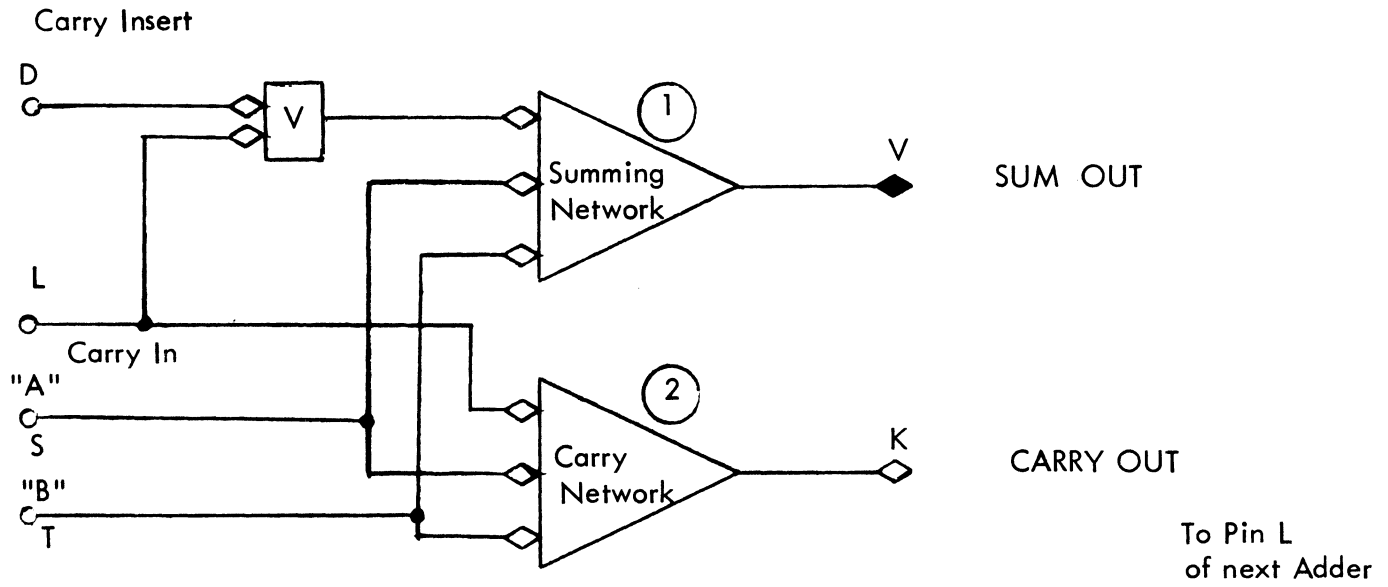 Carry Insert
D
V
1
Summing
Network
V
SUM OUT
L
Carry In
"A"
S
2
Carry
Network
K
CARRY OUT
"B"
T
To Pin L
of next Adder